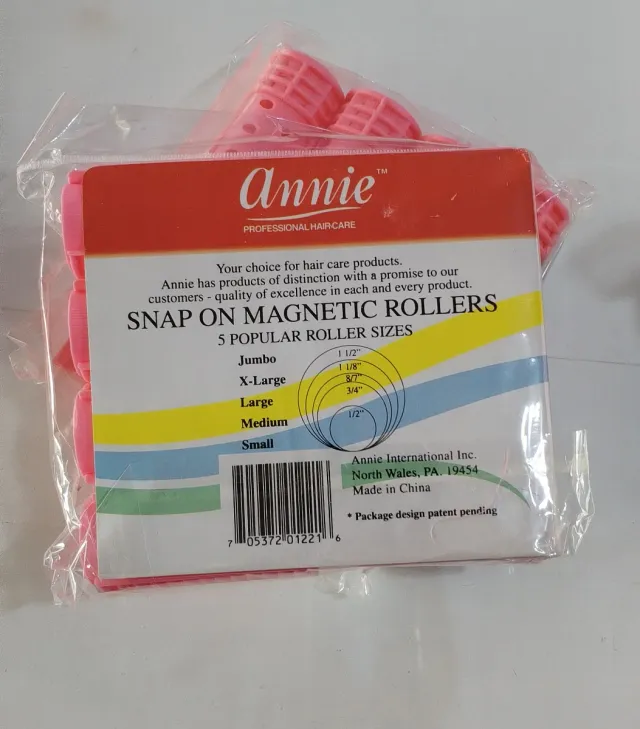 annie™
PROFESSIONAL HAIR CARE
Your choice for hair care products.
Annie has products of distinction with a promise to our
customers - quality of excellence in each and every product.
SNAP ON MAGNETIC ROLLERS
5 POPULAR ROLLER SIZES
Jumbo 1 1/2"
X-Large 1 1/8"
Large 8/7"
Medium 3/4"
Small 1/2"
Annie International Inc.
North Wales, PA. 19454
Made in China
* Package design patent pending
7 05372 01221 6